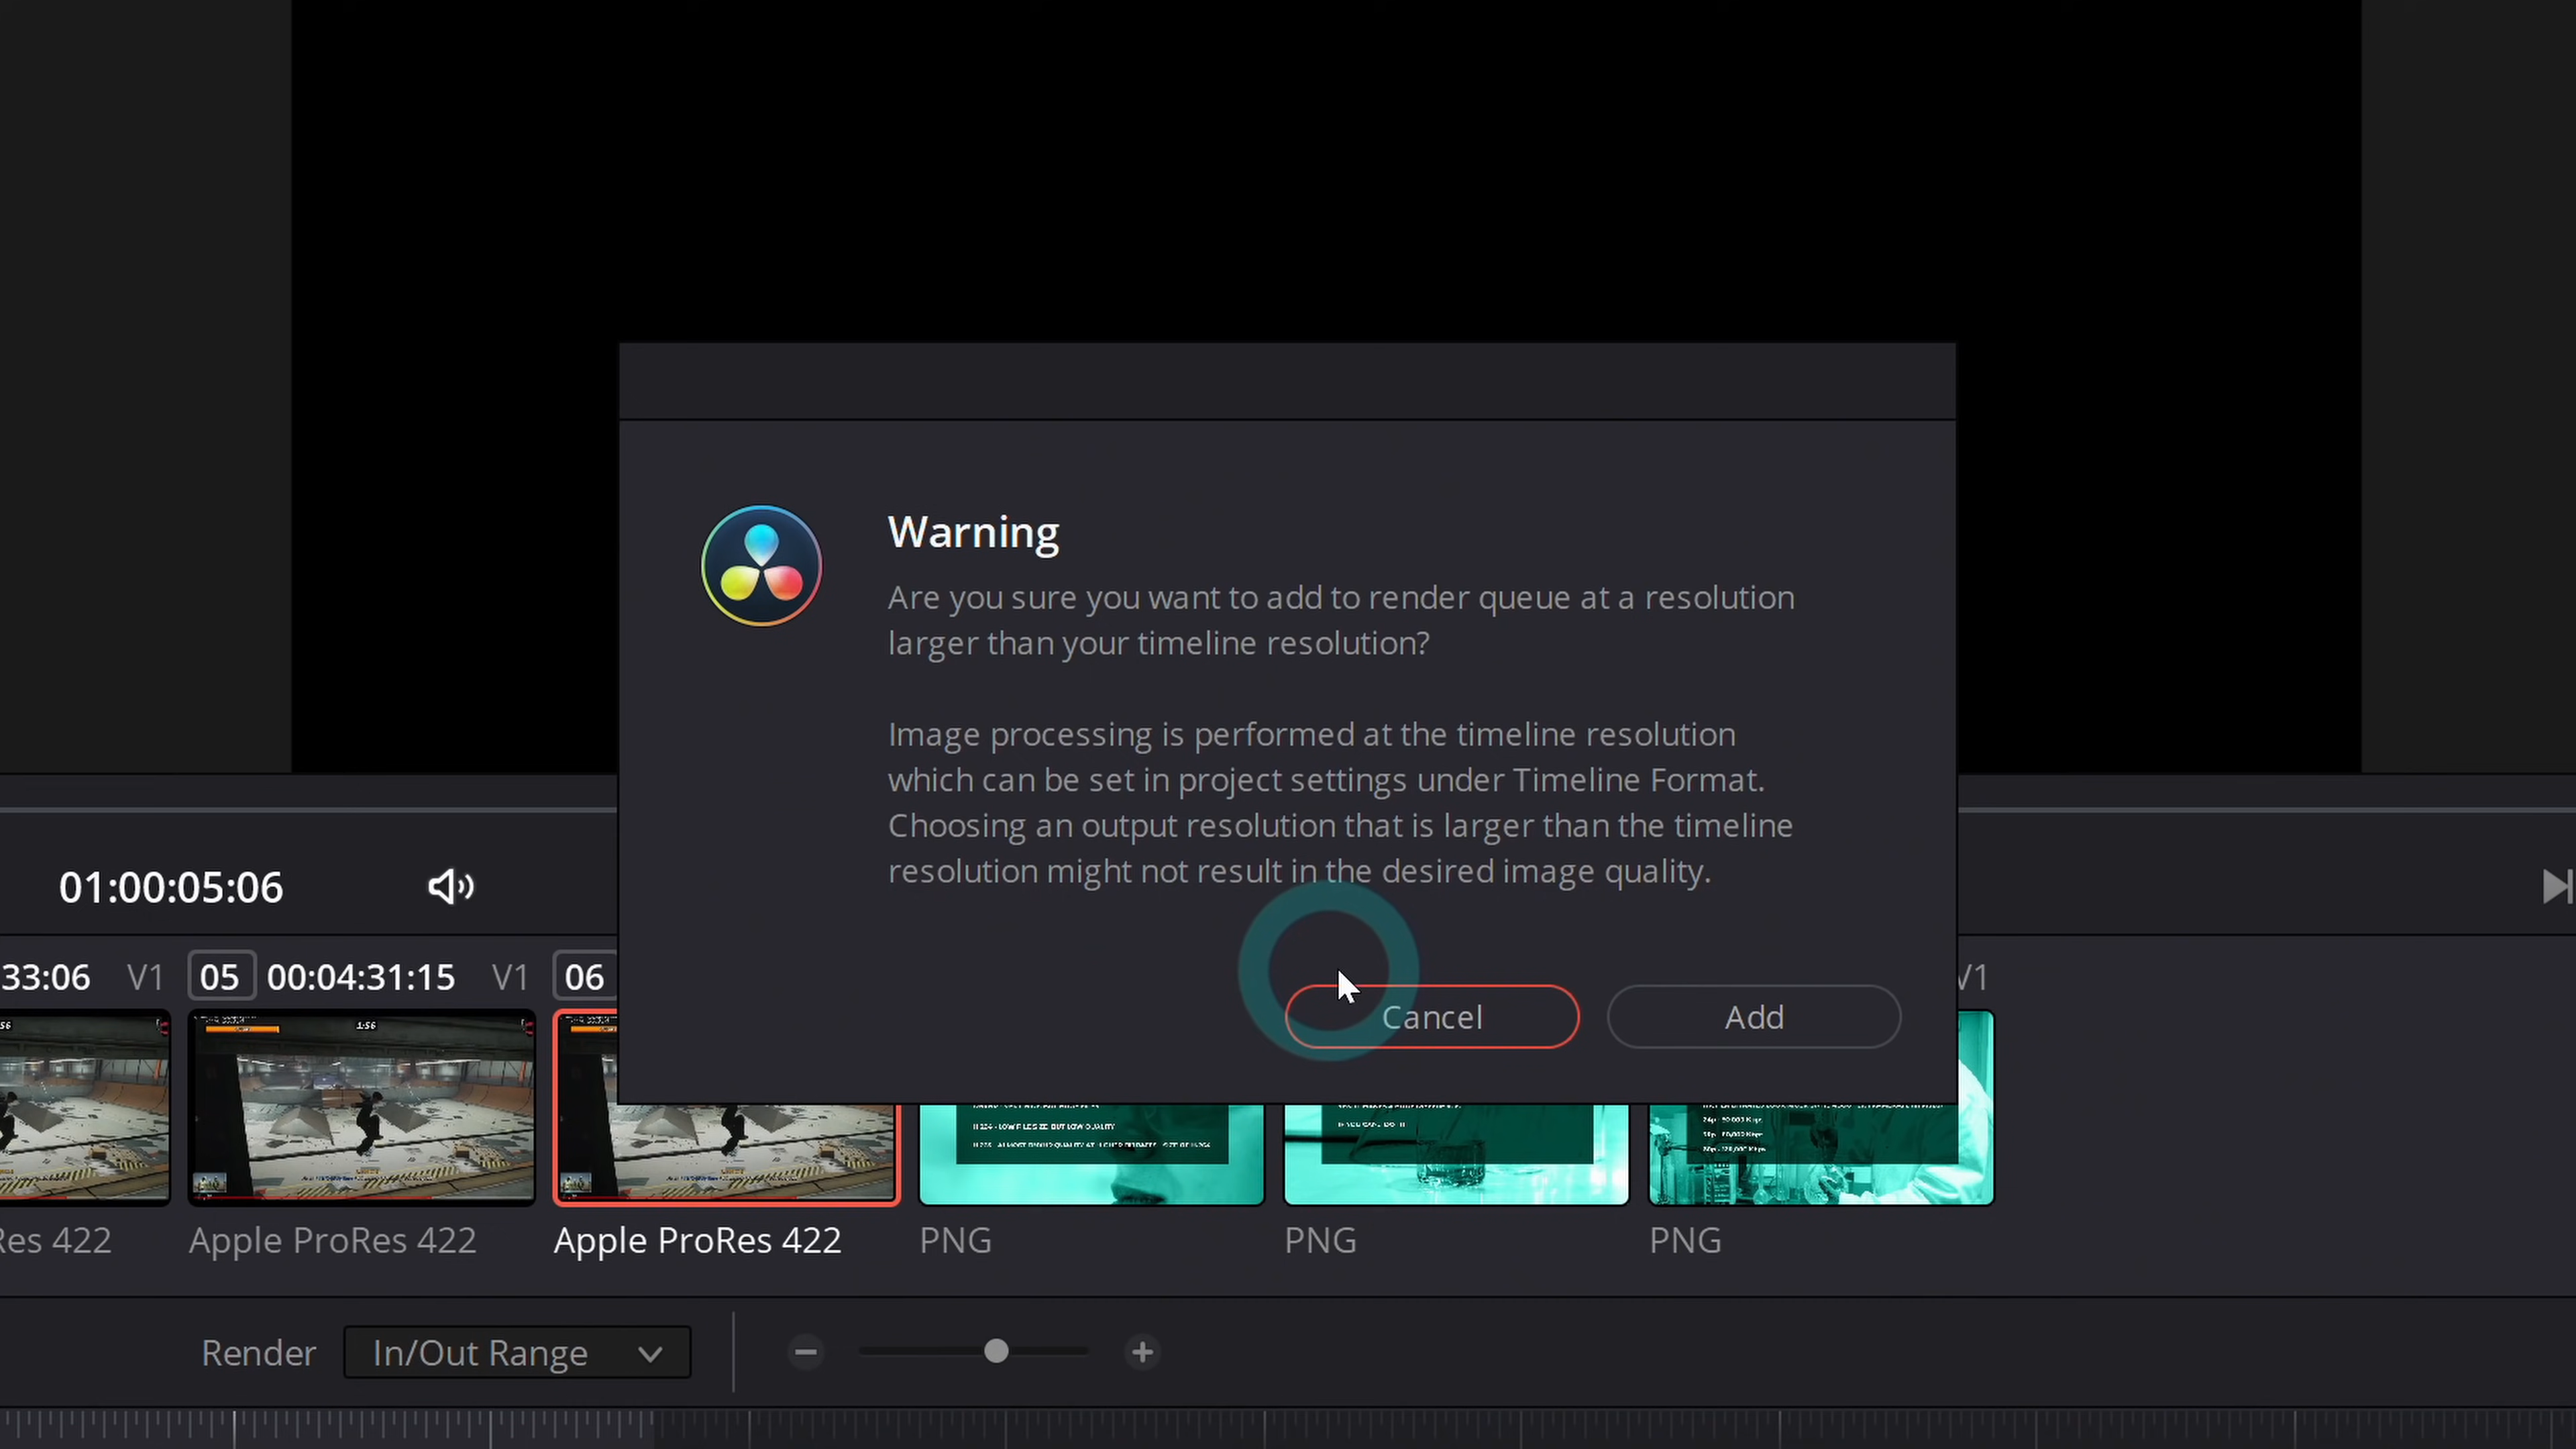 Warning
Are you sure you want to add to render queue at a resolution
larger than your timeline resolution?
Image processing is performed at the timeline resolution
which can be set in project settings under Timeline Format.
Choosing an output resolution that is larger than the timeline
resolution might not result in the desired image quality.
Cancel
Add
01:00:05:06
33:06 V1 05 00:04:31:15 V1 06 V1
1:56
Res 422 Apple ProRes 422 Apple ProRes 422 PNG PNG PNG
Render In/Out Range